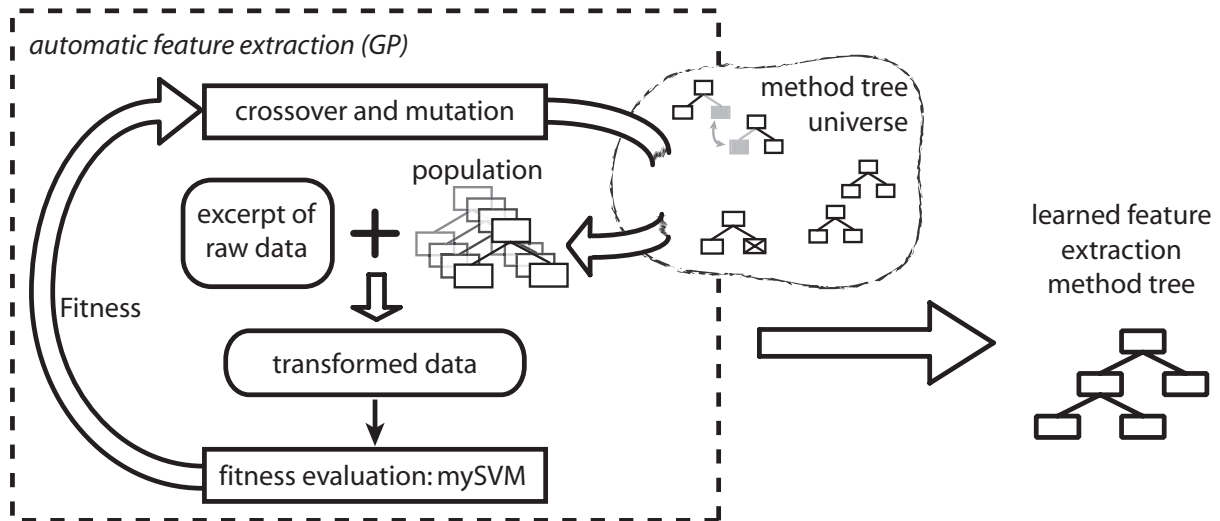 automatic feature extraction (GP)
crossover and mutation
method tree
universe
population
excerpt of
raw data
Fitness
transformed data
fitness evaluation: mySVM
learned feature
extraction
method tree